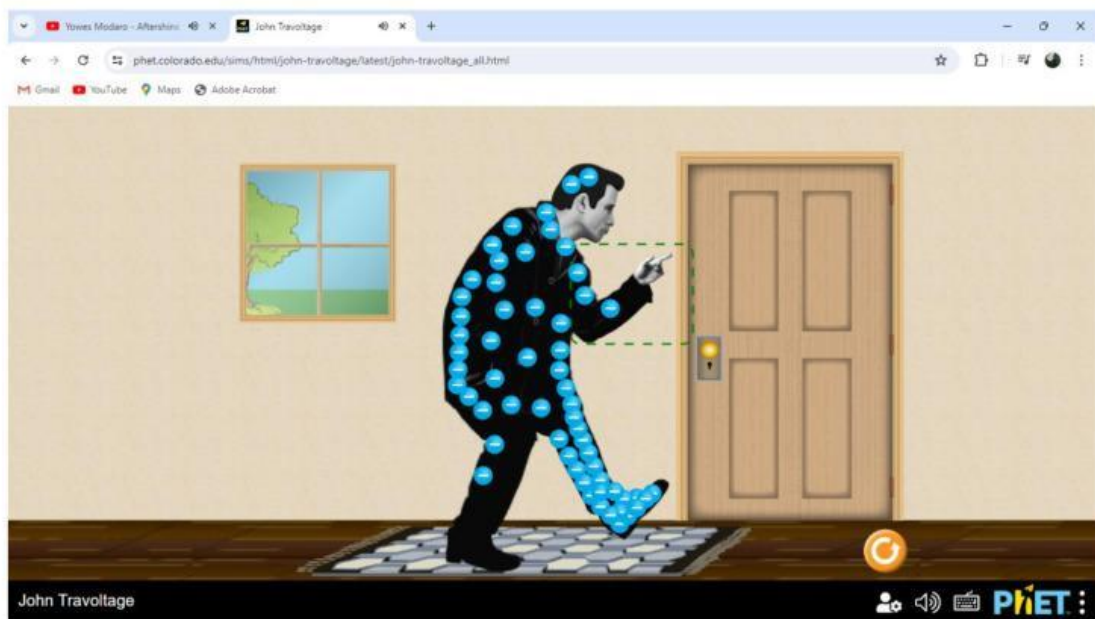 Yowes Modaro - Aftershine
John Travoltage
phet.colorado.edu/sims/html/john-travoltage/latest/john-travoltage_all.html
Gmail
YouTube
Maps
Adobe Acrobat
John Travoltage
PhET